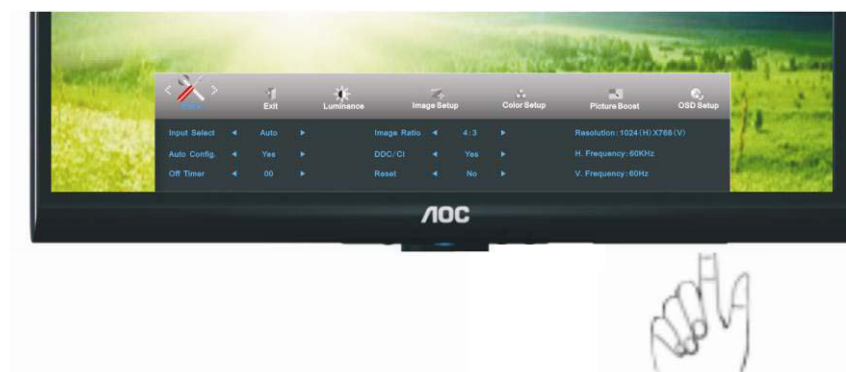 Exit
Luminance
Image Setup
Color Setup
Picture Boost
OSD Setup
Input Select Auto Image Ratio 4:3 Resolution:1024(H)X768(V)
Auto Config. Yes DDC/CI Yes H. Frequency:60KHz
Off Timer 00 Reset No V. Frequency:60Hz
AOC